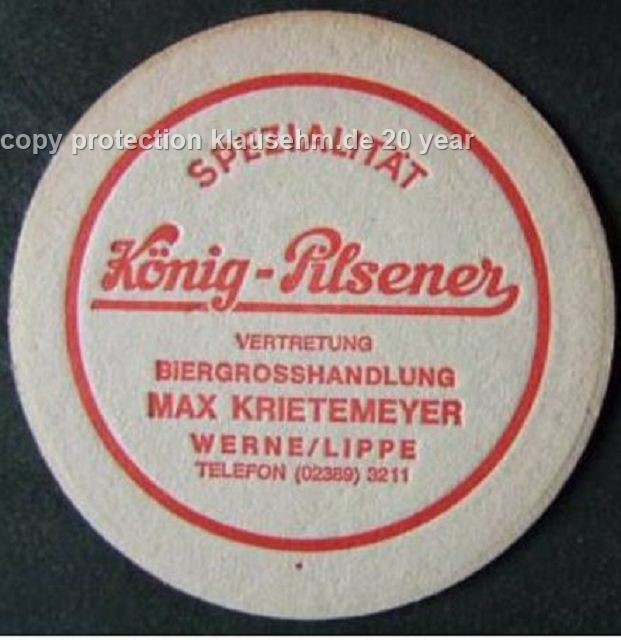 copy protection klausehm.de 20 year
SPEZIALITÄT
König-Pilsener
VERTRETUNG
BIERGROSSHANDLUNG
MAX KRIETEMEYER
WERNE/LIPPE
TELEFON (02389) 3211